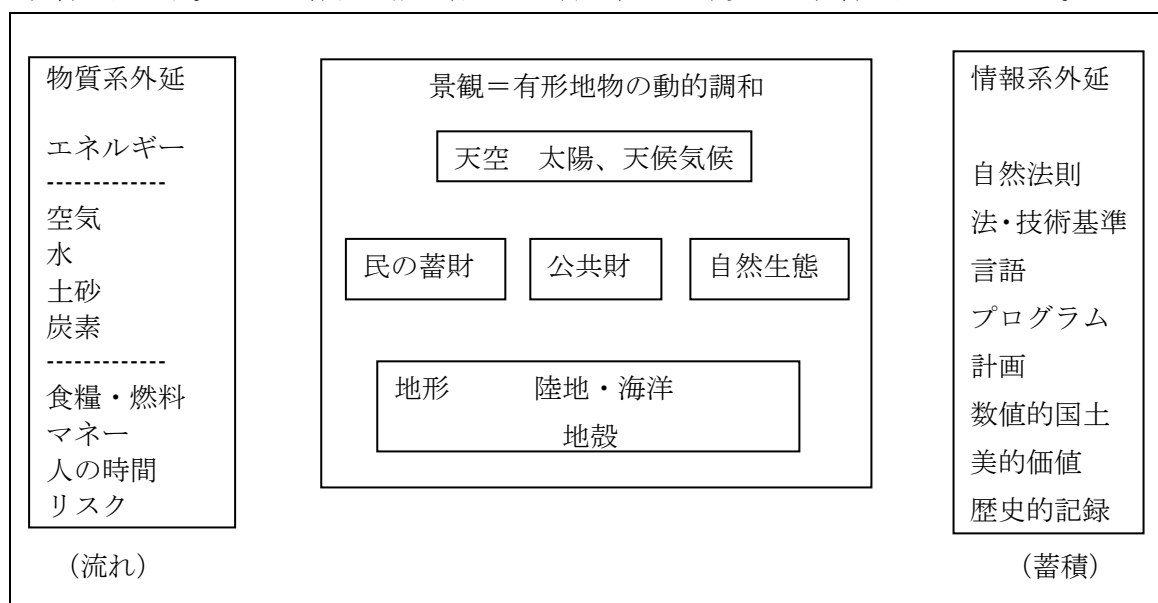 物質系外延
エネルギー
-------------
空気
水
土砂
炭素
-------------
食糧・燃料
マネー
人の時間
リスク
（流れ）
景観＝有形地物の動的調和
天空　太陽、天候気候
民の蓄財
公共財
自然生態
地形　　　陸地・海洋
地殻
情報系外延
自然法則
法・技術基準
言語
プログラム
計画
数値的国土
美的価値
歴史的記録
（蓄積）